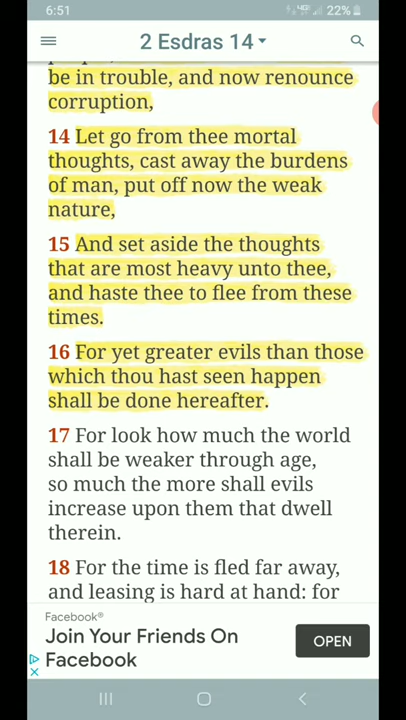 6:51
22%
2 Esdras 14
be in trouble, and now renounce
corruption,
14 Let go from thee mortal
thoughts, cast away the burdens
of man, put off now the weak
nature,
15 And set aside the thoughts
that are most heavy unto thee,
and haste thee to flee from these
times.
16 For yet greater evils than those
which thou hast seen happen
shall be done hereafter.
17 For look how much the world
shall be weaker through age,
so much the more shall evils
increase upon them that dwell
therein.
18 For the time is fled far away,
and leasing is hard at hand: for
Facebook®
Join Your Friends On
Facebook
OPEN